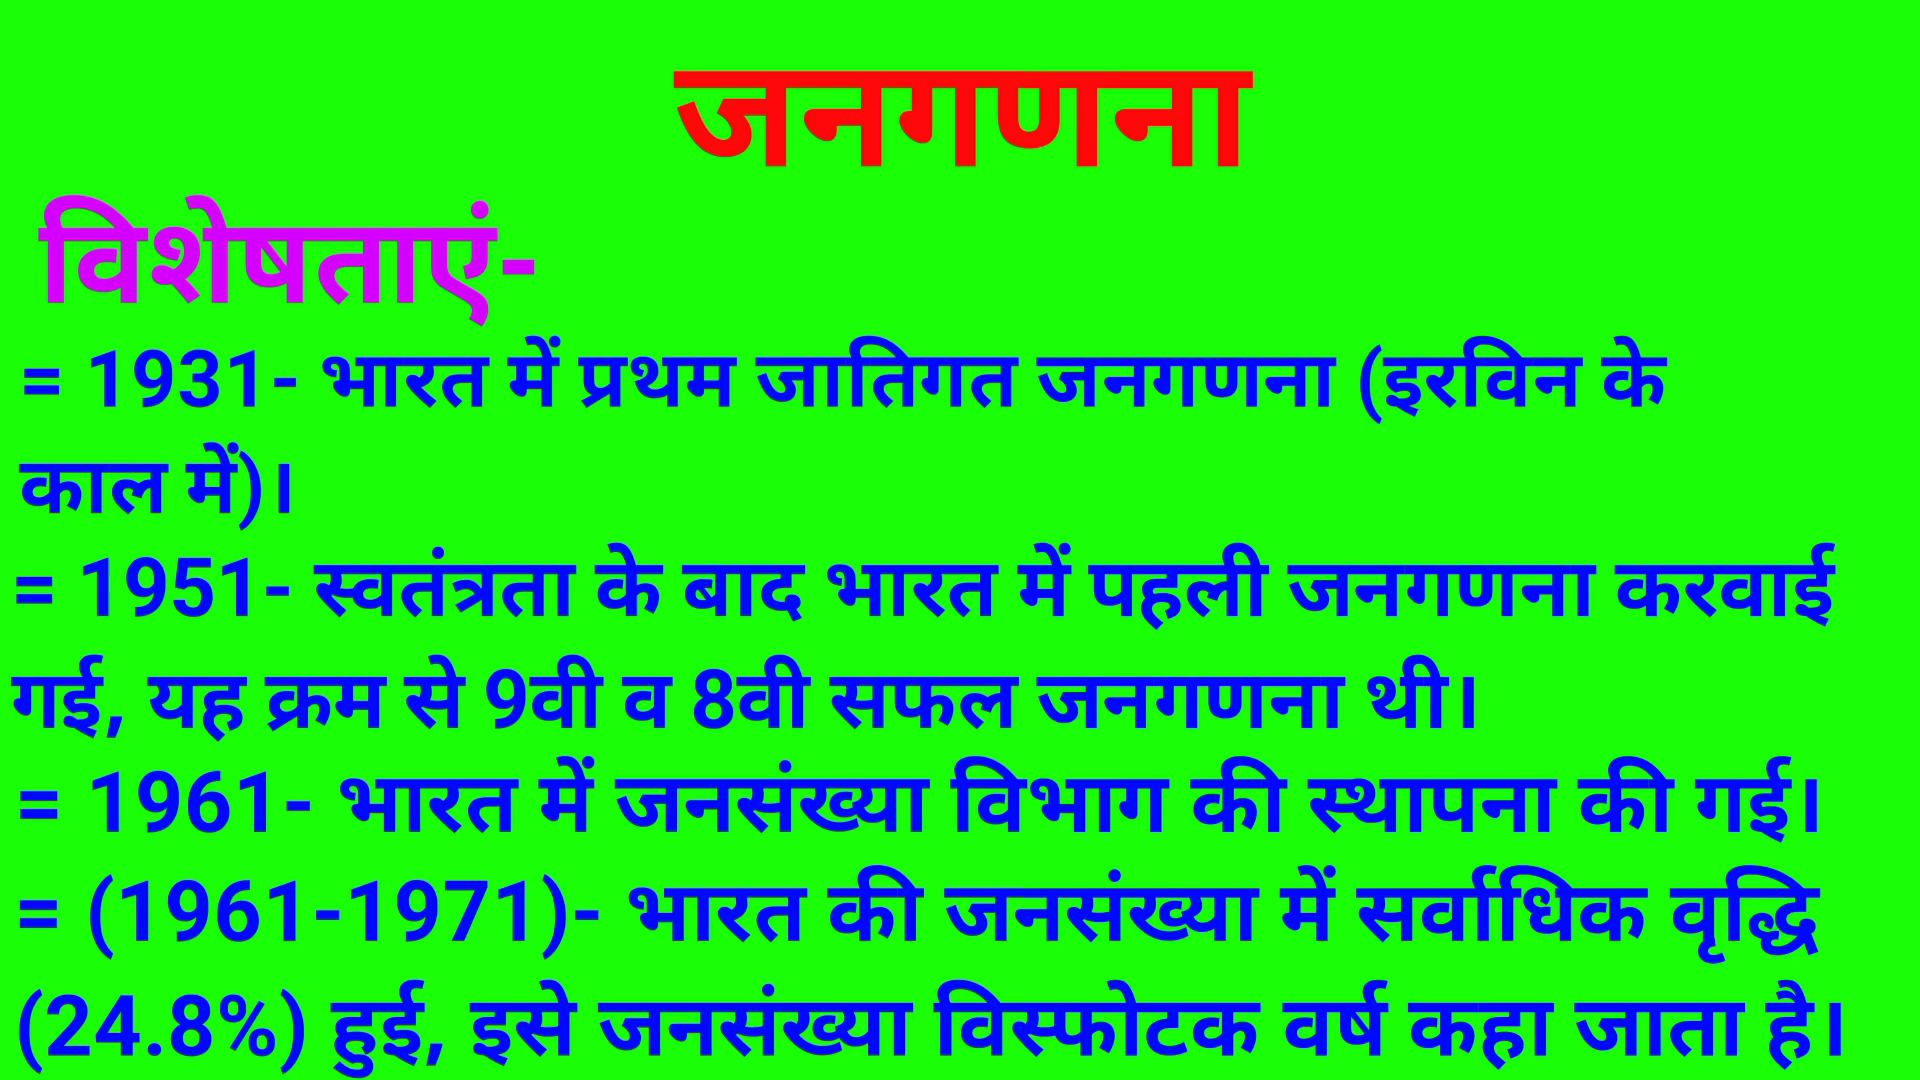 जनगणना
विशेषताएं-
= 1931- भारत में प्रथम जातिगत जनगणना (इरविन के
काल में)।
= 1951- स्वतंत्रता के बाद भारत में पहली जनगणना करवाई
गई, यह क्रम से 9वी व 8वी सफल जनगणना थी।
= 1961- भारत में जनसंख्या विभाग की स्थापना की गई।
= (1961-1971)- भारत की जनसंख्या में सर्वाधिक वृद्धि
(24.8%) हुई, इसे जनसंख्या विस्फोटक वर्ष कहा जाता है।